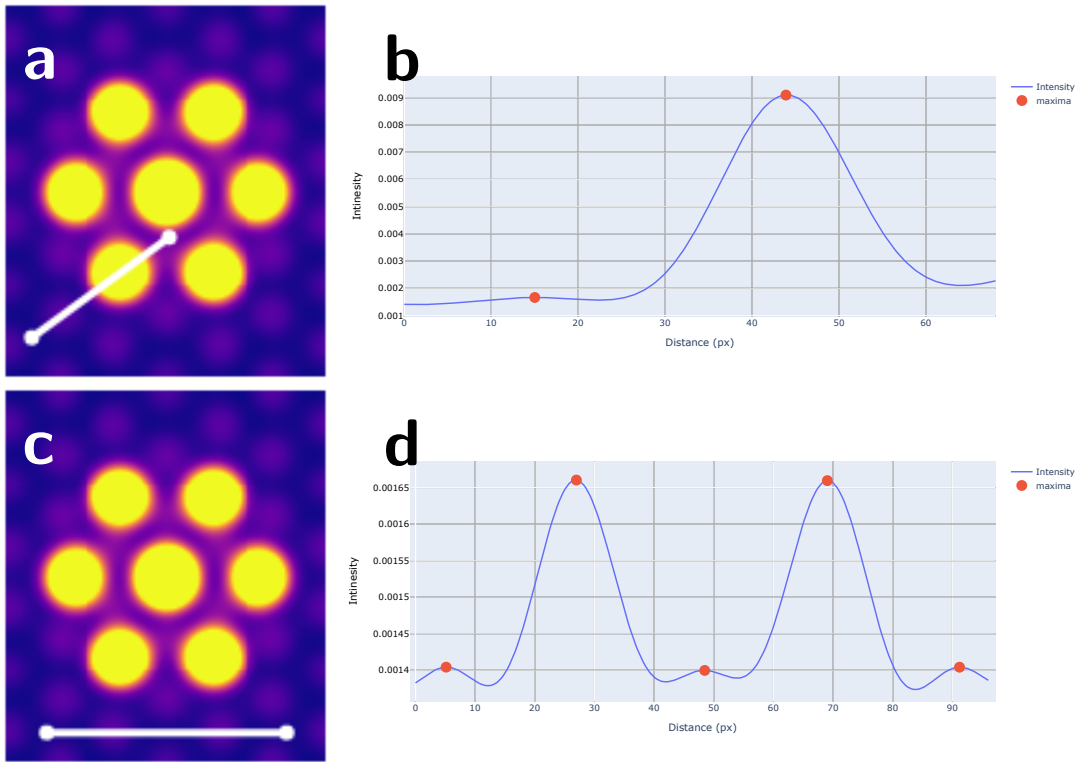 a
b
0.009
0.008
0.007
0.006
0.005
0.004
0.003
0.002
0.001
Intinesity
0 10 20 30 40 50 60
Distance (px)
Intensity
maxima
c
d
0.00165
0.0016
0.00155
0.0015
0.00145
0.0014
Intinesity
0 10 20 30 40 50 60 70 80 90
Distance (px)
Intensity
maxima